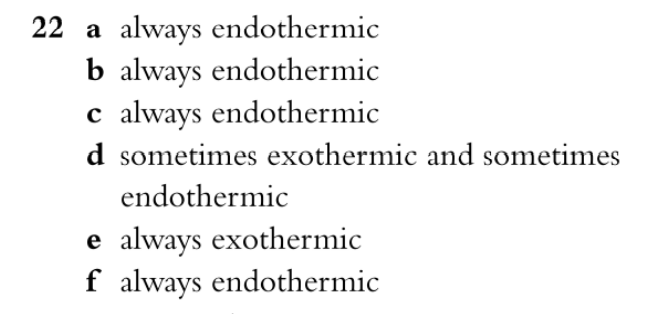 22 a always endothermic
b always endothermic
c always endothermic
d sometimes exothermic and sometimes
endothermic
e always exothermic
f always endothermic